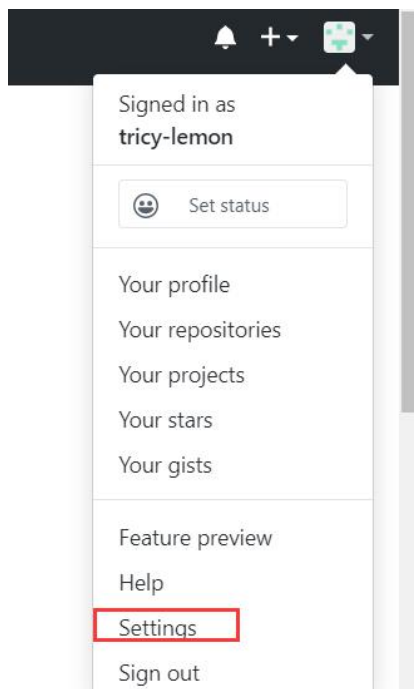 Signed in as
tricy-lemon
Set status
Your profile
Your repositories
Your projects
Your stars
Your gists
Feature preview
Help
Settings
Sign out